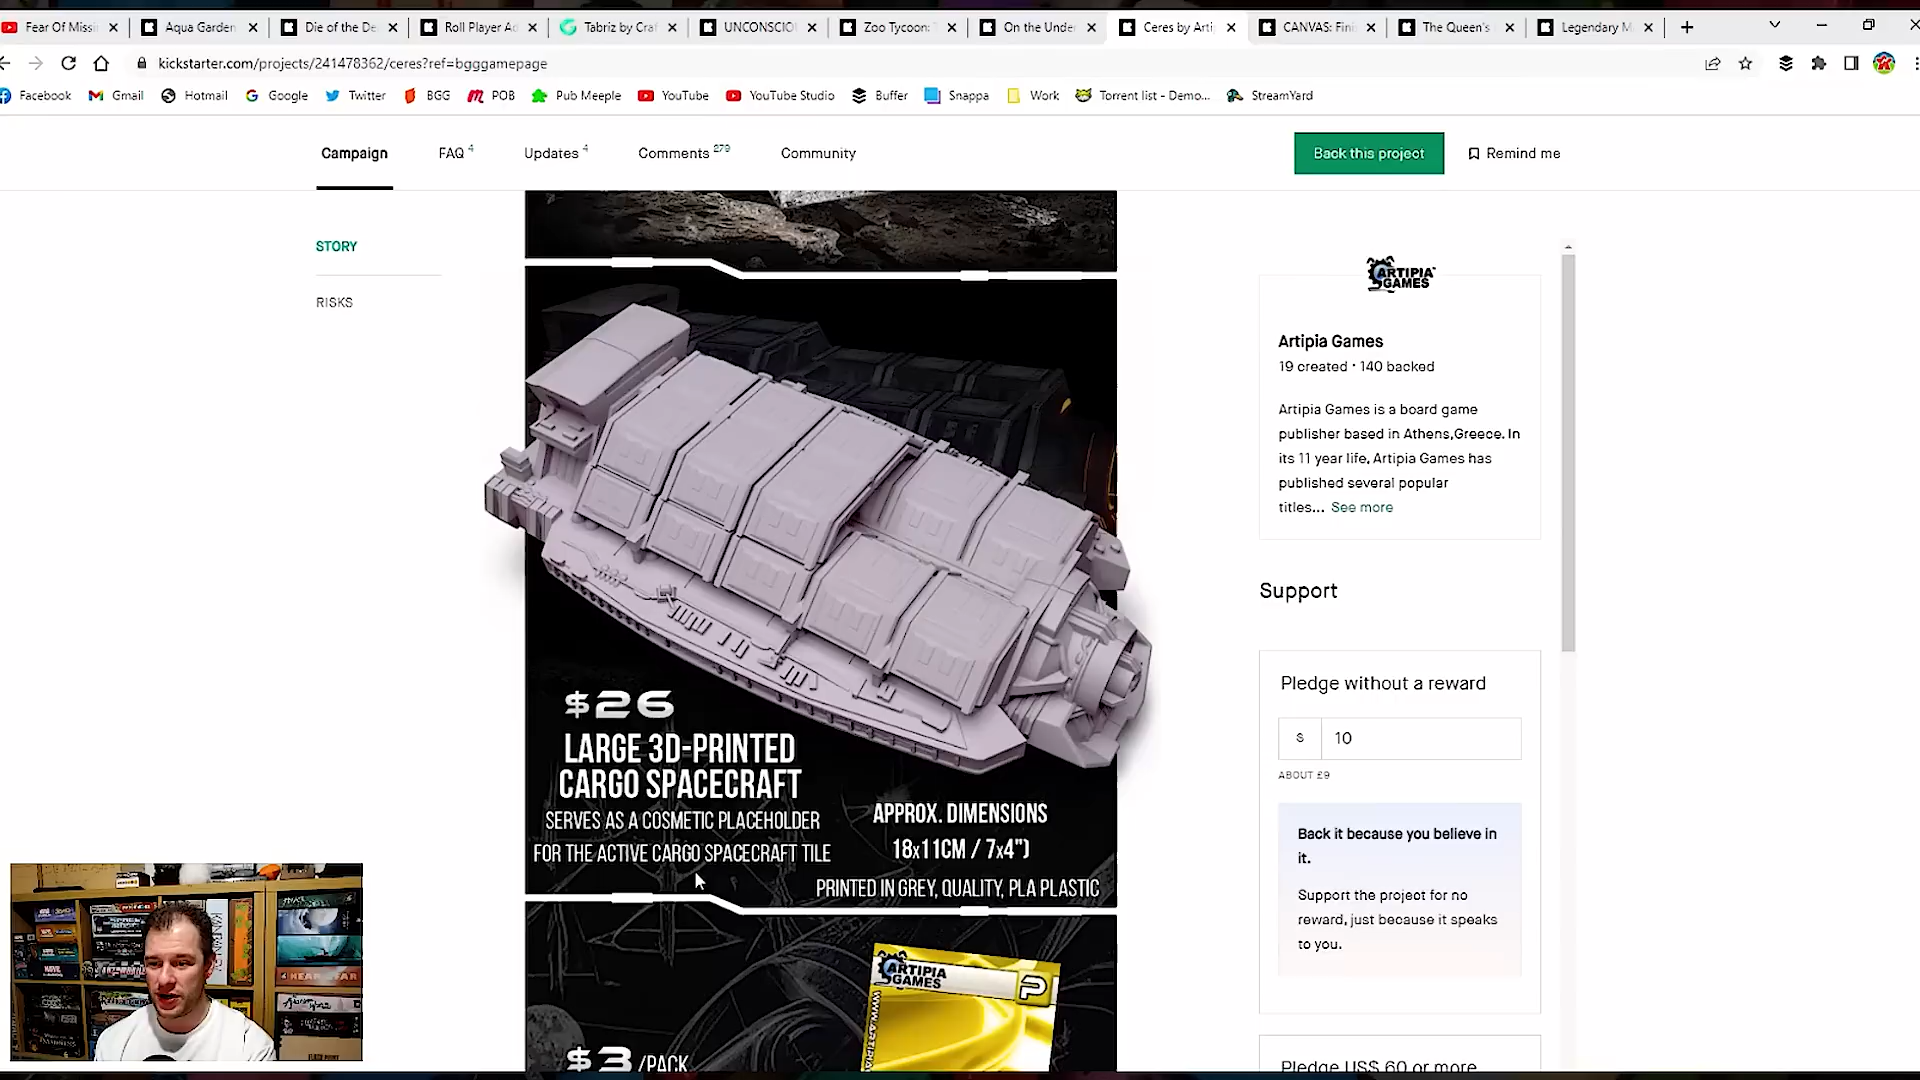 Fear Of Missi
Aqua Garden
Die of the De
Roll Player Ad
Tabriz by Craf
UNCONSCIO
Zoo Tycoon:
On the Unde
Ceres by Arti
CANVAS: Fini
The Queen's
Legendary M
kickstarter.com/projects/241478362/ceres?ref=bgggamepage
Facebook
Gmail
Hotmail
Google
Twitter
BGG
POB
Pub Meeple
YouTube
YouTube Studio
Buffer
Snappa
Work
Torrent list - Demo...
StreamYard
Campaign
FAQ 4
Updates 4
Comments 279
Community
Back this project
Remind me
STORY
RISKS
$26
LARGE 3D-PRINTED
CARGO SPACECRAFT
SERVES AS A COSMETIC PLACEHOLDER
FOR THE ACTIVE CARGO SPACECRAFT TILE
APPROX. DIMENSIONS
18x11CM / 7x4")
PRINTED IN GREY, QUALITY, PLA PLASTIC
ARTIPIA
GAMES
P
$3 /PACK
ARTIPIA
GAMES
Artipia Games
19 created · 140 backed
Artipia Games is a board game
publisher based in Athens,Greece. In
its 11 year life, Artipia Games has
published several popular
titles... See more
Support
Pledge without a reward
$ 10
ABOUT £9
Back it because you believe in
it.
Support the project for no
reward, just because it speaks
to you.
Pledge US$ 60 or more